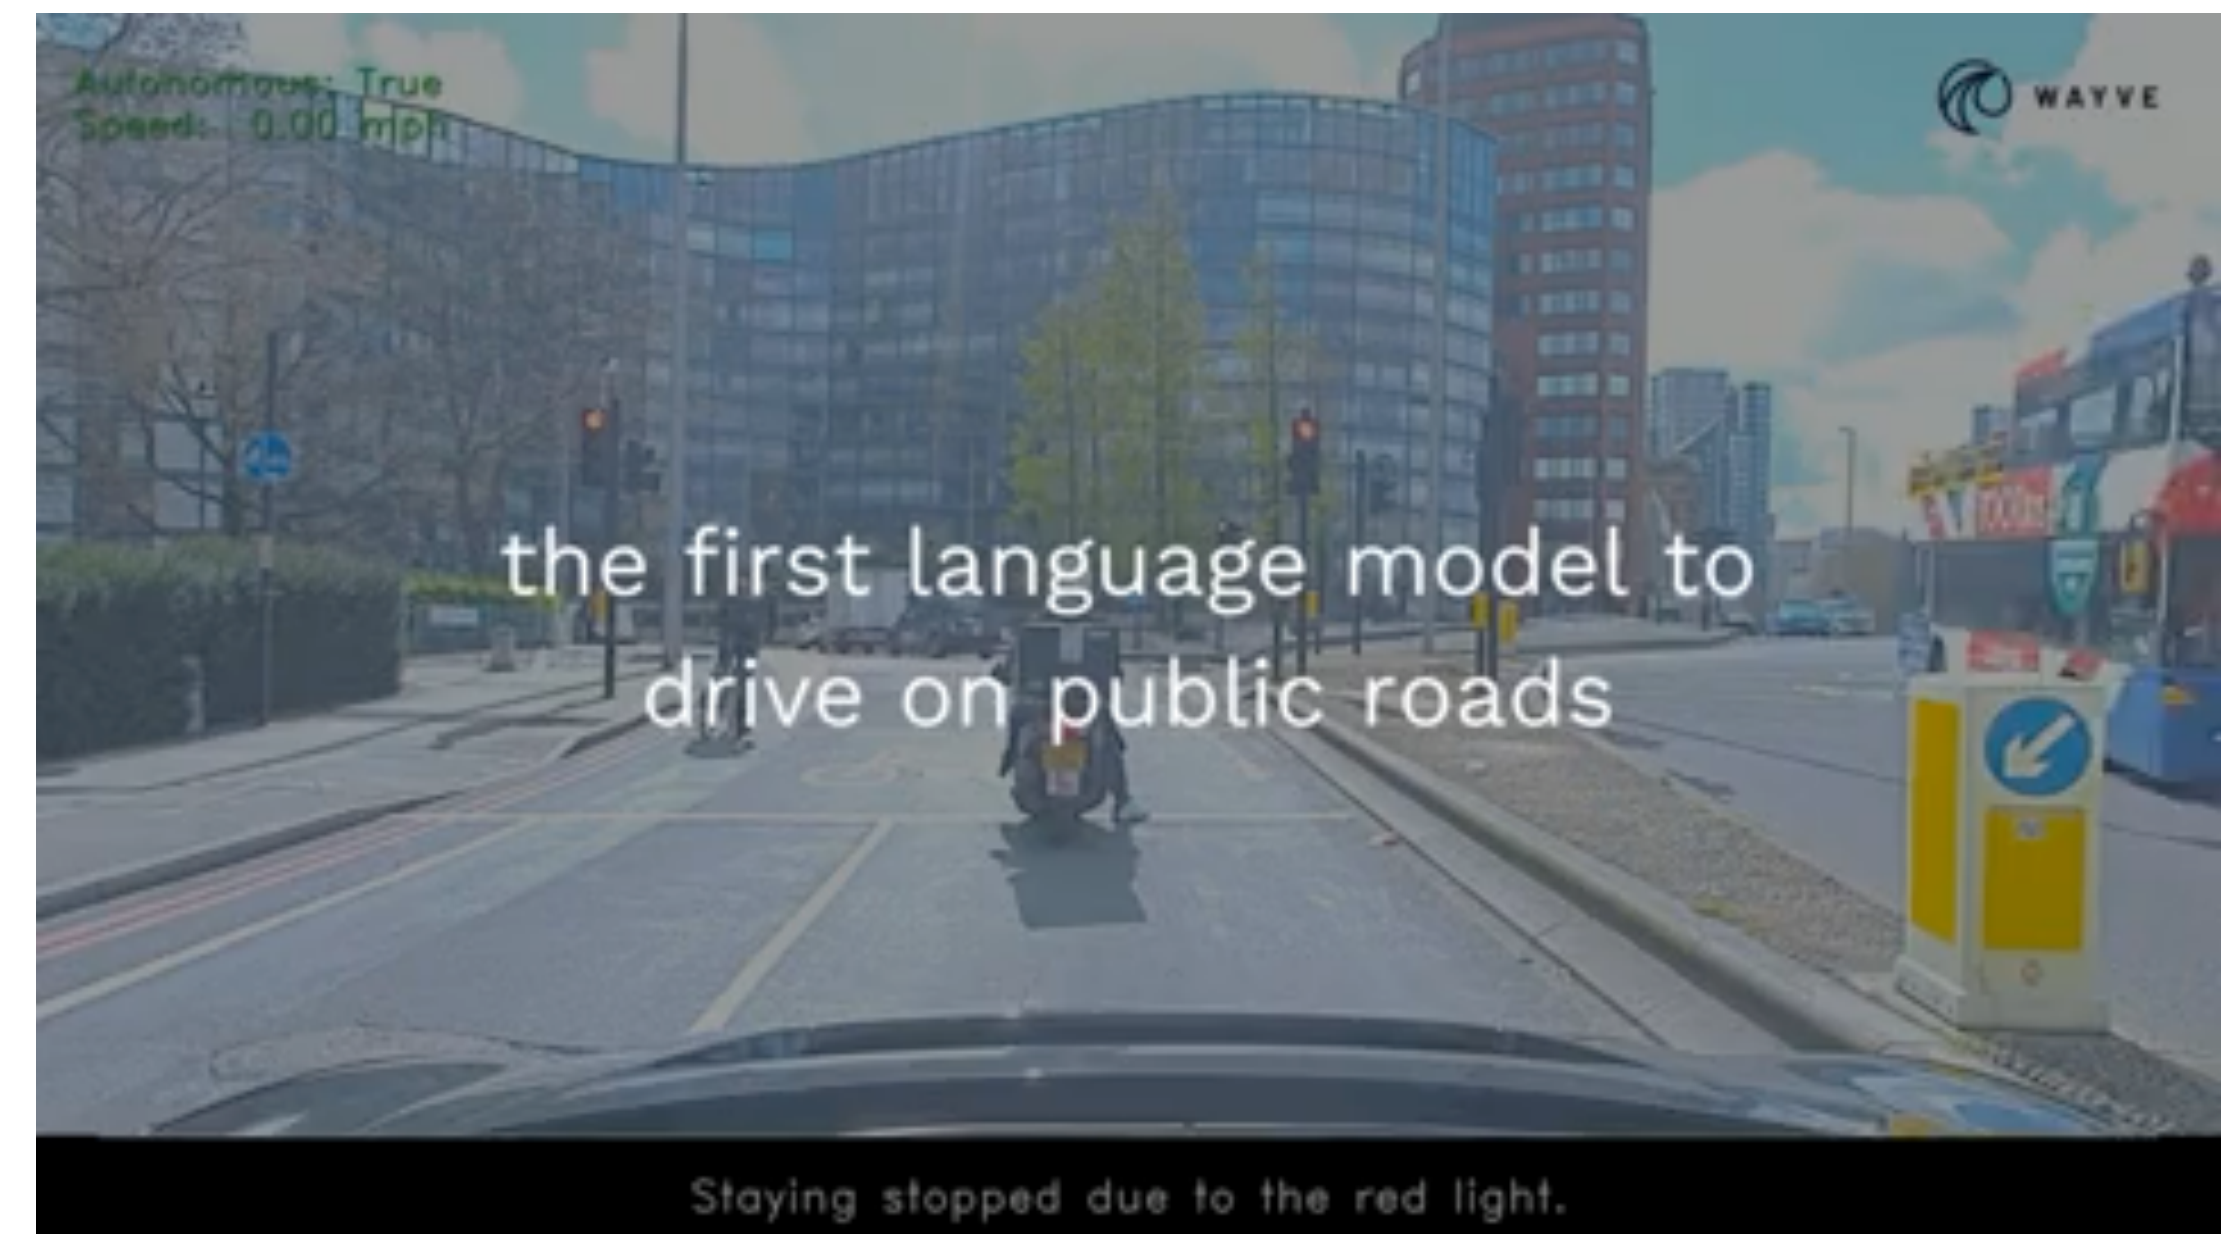 Autonomous: True
Speed: 0.00 mph
WAYVE
the first language model to
drive on public roads
Staying stopped due to the red light.